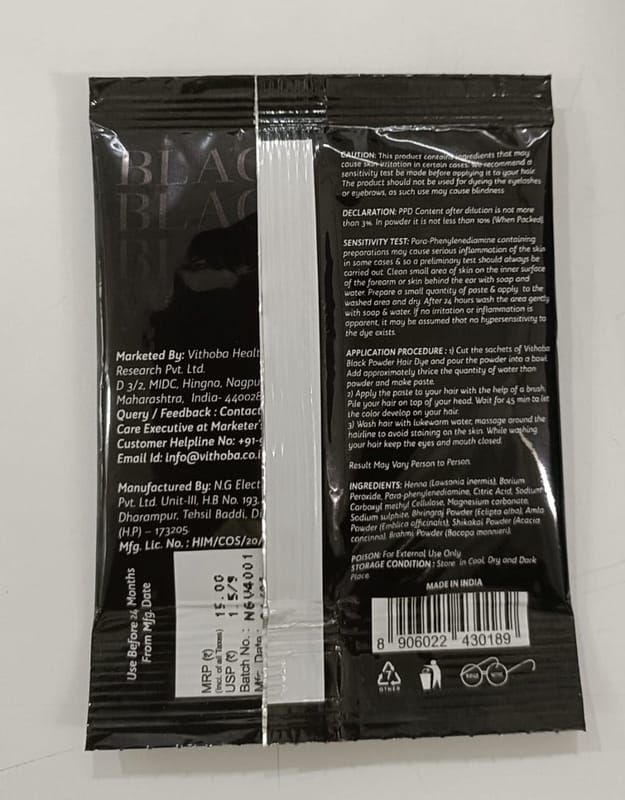 BLAC
BLAC
BL
Marketed By: Vithoba Healt
Research Pvt. Ltd.
D 3/2, MIDC, Hingna, Nagpu
Maharashtra, India- 440028
Query / Feedback : Contact
Care Executive at Marketer'
Customer Helpline No: +91-
Email Id: info@vithoba.co.i
Manufactured By: N.G Elect
Pvt. Ltd. Unit-III, H.B No. 193,
Dharampur, Tehsil Baddi, Di
(H.P) – 173205
Mfg. Lic. No. : HIM/COS/20/
Use Before 24 Months
From Mfg. Date
MRP (₹) 15.00
(Incl. of all Taxes)
USP (₹) 1.5/g
Batch No.: N6V4001
Mfg. Date
CAUTION: This product contains ingredients that may
cause skin irritation in certain cases. We recommend a
sensitivity test be made before applying it to your hair.
The product should not be used for dyeing the eyelashes
or eyebrows, as such use may cause blindness
DECLARATION: PPD Content after dilution is not more
than 3%. In powder it is not less than 10% (When Packed)
SENSITIVITY TEST: Para-Phenylenediamine containing
preparations may cause serious inflammation of the skin
in some cases & so a preliminary test should always be
carried out. Clean small area of skin on the inner surface
of the forearm or skin behind the ear with soap and
water. Prepare a small quantity of paste & apply to the
washed area and dry. After 24 hours wash the area gently
with soap & water. If no irritation or inflammation is
apparent, it may be assumed that no hypersensitivity to
the dye exists.
APPLICATION PROCEDURE : 1) Cut the sachets of Vithoba
Black Powder Hair Dye and pour the powder into a bowl.
Add approximately thrice the quantity of water than
powder and make paste.
2) Apply the paste to your hair with the help of a brush.
Pile your hair on top of your head. Wait for 45 min to let
the color develop on your hair.
3) Wash hair with lukewarm water, massage around the
hairline to avoid staining on the skin. While washing
your hair keep the eyes and mouth closed.
Result May Vary Person to Person
INGREDIENTS: Henna (Lawsonia inermis), Barium
Peroxide, Para-phenylenediamine, Citric Acid, Sodium
Carboxyl methyl Cellulose, Magnesium carbonate,
Sodium sulphite, Bhringraj Powder (Eclipta alba), Amla
Powder (Emblica officinalis), Shikakai Powder (Acacia
concinna), Brahmi Powder (Bacopa monnieri).
POISON: For External Use Only
STORAGE CONDITION : Store in Cool, Dry and Dark
Place
MADE IN INDIA
8 906022 430189
7
OTHER